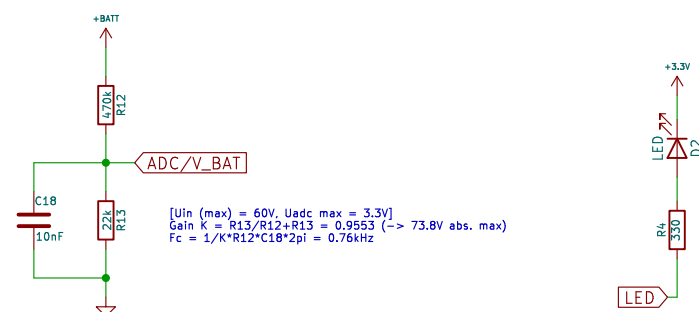 +BATT
470k
R12
ADC/V_BAT
C18
10nF
22k
R13
[Uin (max) = 60V, Uadc max = 3.3V]
Gain K = R13/R12+R13 = 0.9553 (-> 73.8V abs. max)
Fc = 1/K*R12*C18*2pi = 0.76kHz
+3.3V
LED
D2
R4
330
LED